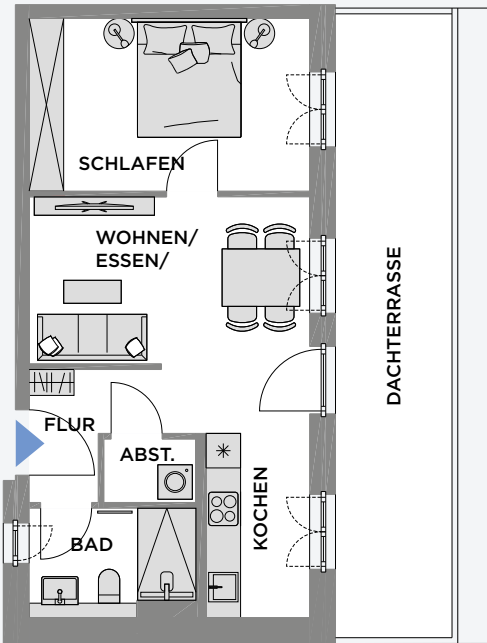 SCHLAFEN
WOHNEN/
ESSEN/
DACHTERRASSE
FLUR
ABST.
KOCHEN
BAD